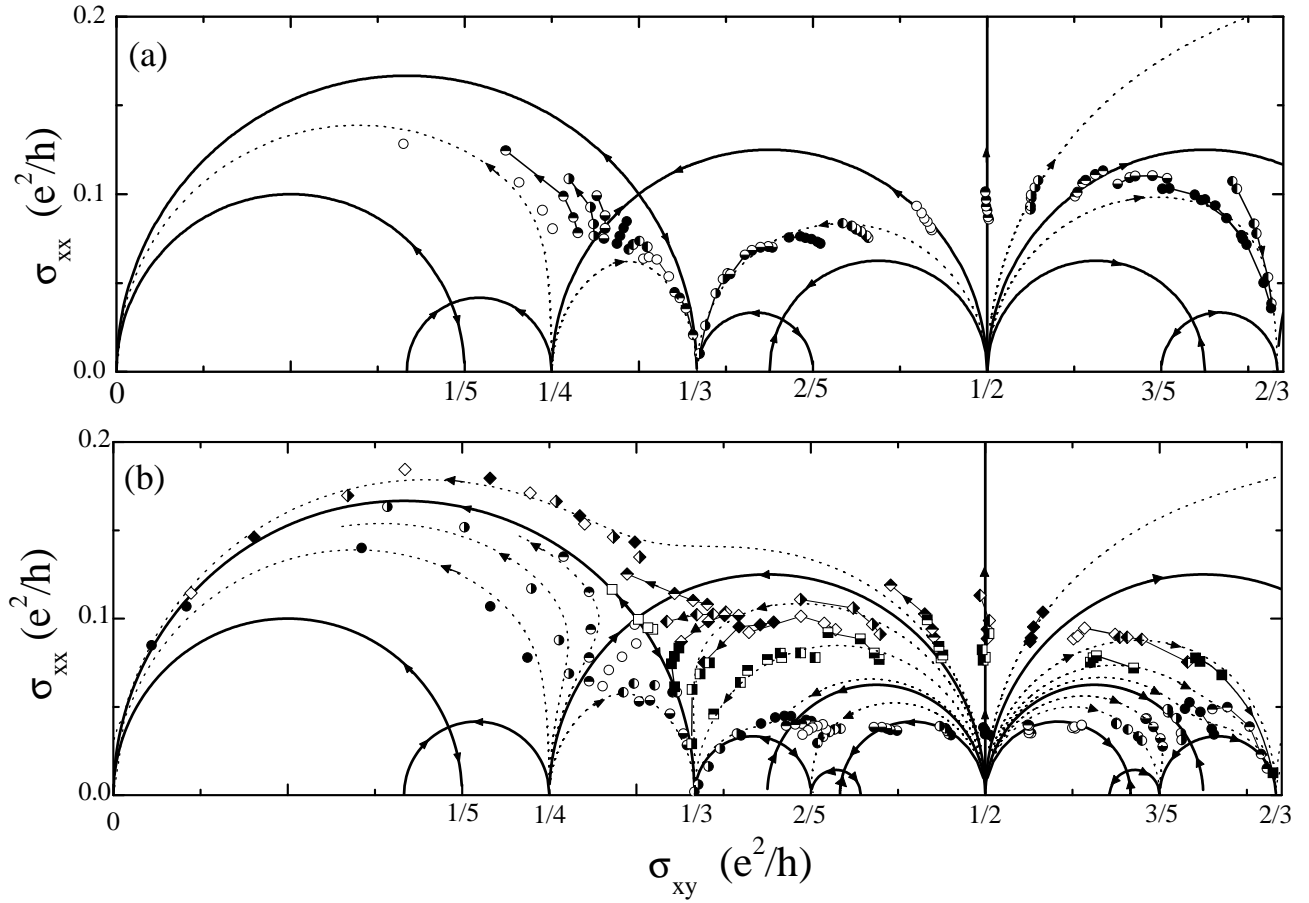 0.2
(a)
σxx (e²/h)
0.1
0.0
0 1/5 1/4 1/3 2/5 1/2 3/5 2/3
0.2
(b)
σxx (e²/h)
0.1
0.0
0 1/5 1/4 1/3 2/5 1/2 3/5 2/3
σxy (e²/h)